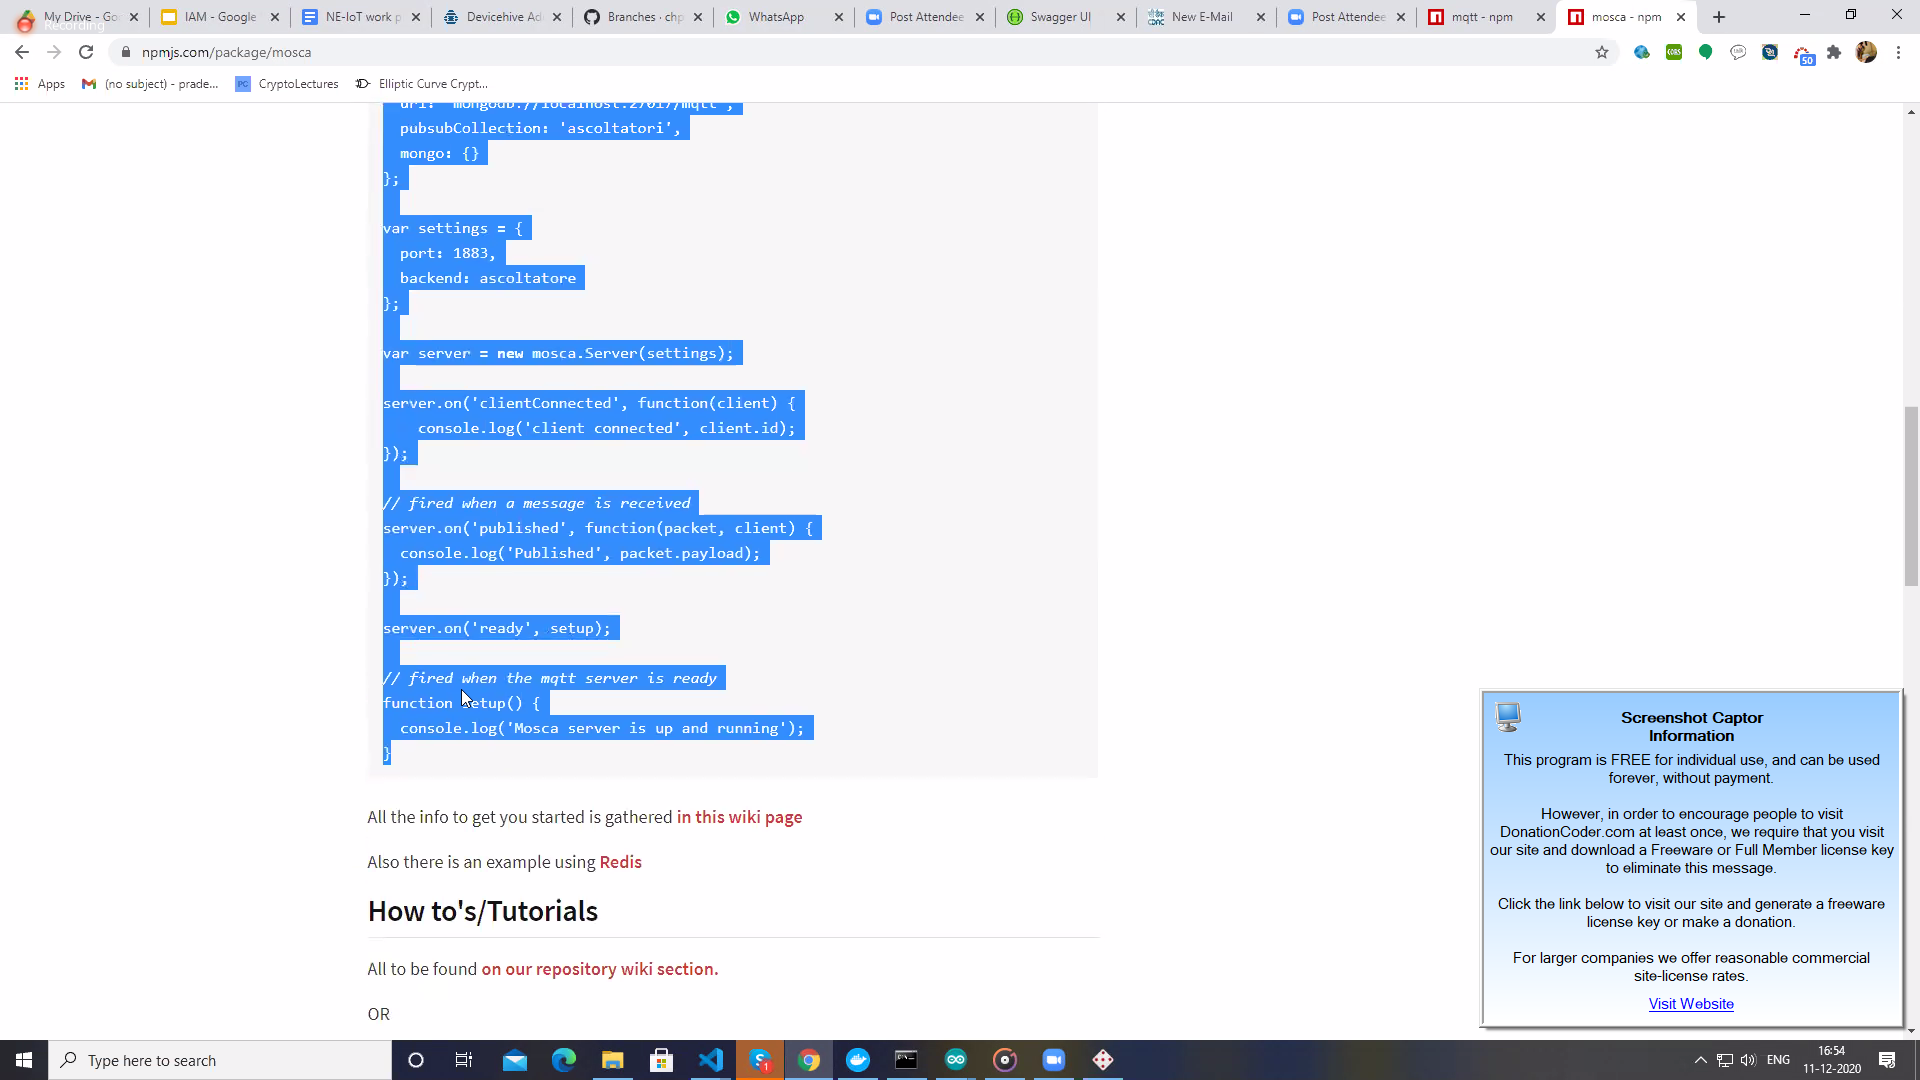 My Drive - Go
IAM - Google
NE-IoT work p
Devicehive Ad
Branches · chp
WhatsApp
Post Attendee
Swagger UI
New E-Mail
Post Attendee
mqtt - npm
mosca - npm
Recording
npmjs.com/package/mosca
50
Apps
(no subject) - prade...
PC CryptoLectures
Elliptic Curve Crypt...
url: 'mongodb://localhost:27017/mqtt',
pubsubCollection: 'ascoltatori',
mongo: {}
};
var settings = {
port: 1883,
backend: ascoltatore
};
var server = new mosca.Server(settings);
server.on('clientConnected', function(client) {
console.log('client connected', client.id);
});
// fired when a message is received
server.on('published', function(packet, client) {
console.log('Published', packet.payload);
});
server.on('ready', setup);
// fired when the mqtt server is ready
function setup() {
console.log('Mosca server is up and running');
}
All the info to get you started is gathered in this wiki page
Also there is an example using Redis
How to's/Tutorials
All to be found on our repository wiki section.
OR
Screenshot Captor
Information
This program is FREE for individual use, and can be used
forever, without payment.
However, in order to encourage people to visit
DonationCoder.com at least once, we require that you visit
our site and download a Freeware or Full Member license key
to eliminate this message.
Click the link below to visit our site and generate a freeware
license key or make a donation.
For larger companies we offer reasonable commercial
site-license rates.
Visit Website
Type here to search
1
ENG
16:54
11-12-2020